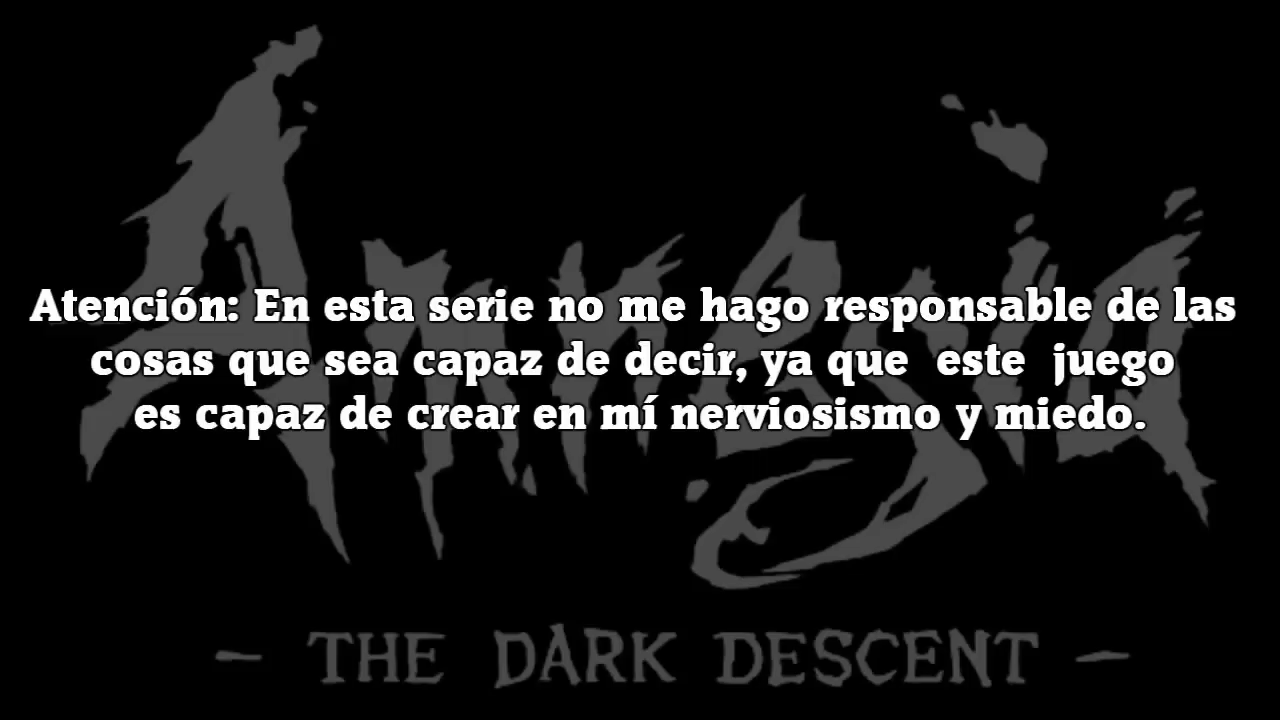 Amnesia
Atención: En esta serie no me hago responsable de las
cosas que sea capaz de decir, ya que este juego
es capaz de crear en mí nerviosismo y miedo.
- THE DARK DESCENT -